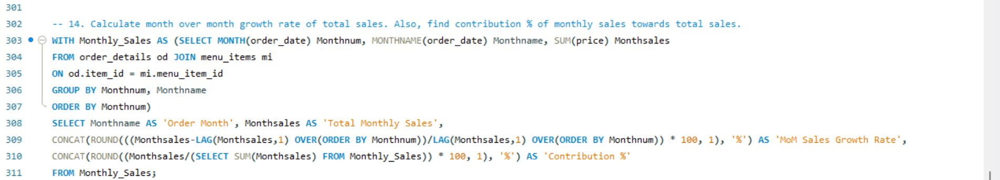 301
302 -- 14. Calculate month over month growth rate of total sales. Also, find contribution % of monthly sales towards total sales.
303 WITH Monthly_Sales AS (SELECT MONTH(order_date) Monthnum, MONTHNAME(order_date) Monthname, SUM(price) Monthsales
304 FROM order_details od JOIN menu_items mi
305 ON od.item_id = mi.menu_item_id
306 GROUP BY Monthnum, Monthname
307 ORDER BY Monthnum)
308 SELECT Monthname AS 'Order Month', Monthsales AS 'Total Monthly Sales',
309 CONCAT(ROUND(((Monthsales-LAG(Monthsales,1) OVER(ORDER BY Monthnum))/LAG(Monthsales,1) OVER(ORDER BY Monthnum)) * 100, 1), '%') AS 'MoM Sales Growth Rate',
310 CONCAT(ROUND((Monthsales/(SELECT SUM(Monthsales) FROM Monthly_Sales)) * 100, 1), '%') AS 'Contribution %'
311 FROM Monthly_Sales;